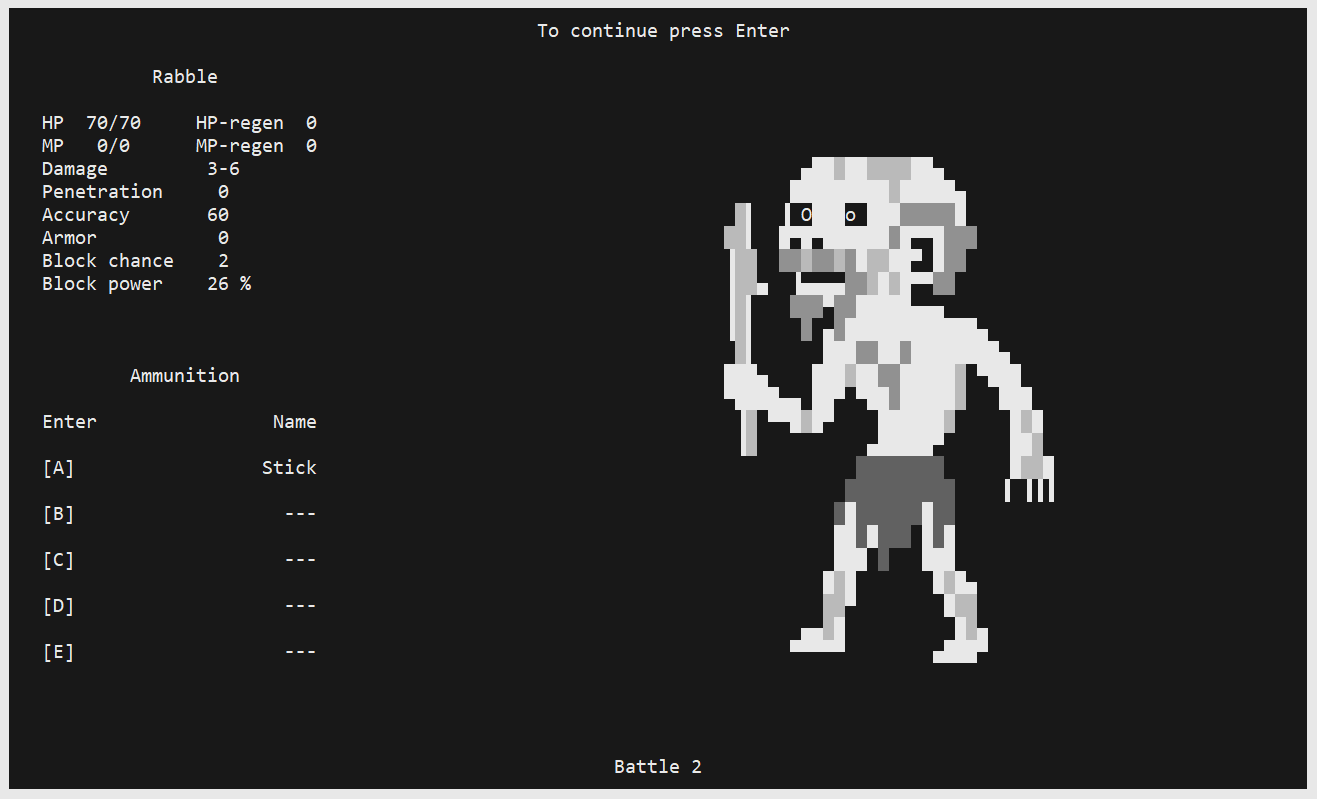 To continue press Enter
Rabble
HP 70/70 HP-regen 0
MP 0/0 MP-regen 0
Damage 3-6
Penetration 0
Accuracy 60
Armor 0
Block chance 2
Block power 26 %
Ammunition
Enter Name
[A] Stick
[B] ---
[C] ---
[D] ---
[E] ---
O o
Battle 2